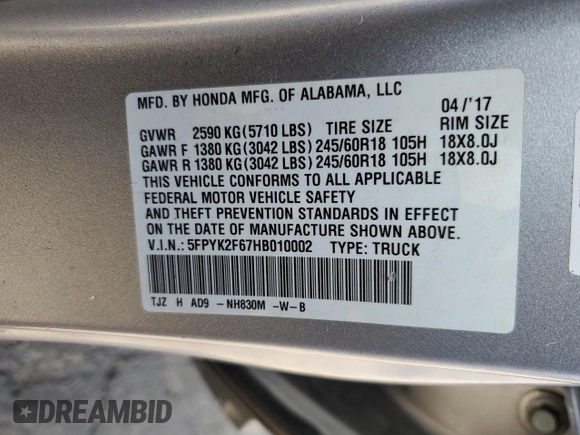 MFD. BY HONDA MFG. OF ALABAMA, LLC 04/'17
GVWR 2590 KG(5710 LBS) TIRE SIZE RIM SIZE
GAWR F 1380 KG(3042 LBS) 245/60R18 105H 18X8.0J
GAWR R 1380 KG(3042 LBS) 245/60R18 105H 18X8.0J
THIS VEHICLE CONFORMS TO ALL APPLICABLE
FEDERAL MOTOR VEHICLE SAFETY
AND THEFT PREVENTION STANDARDS IN EFFECT
ON THE DATE OF MANUFACTURE SHOWN ABOVE.
V.I.N.: 5FPYK2F67HB010002 TYPE: TRUCK
TJZ H AD9 -NH830M -W-B
DREAMBID